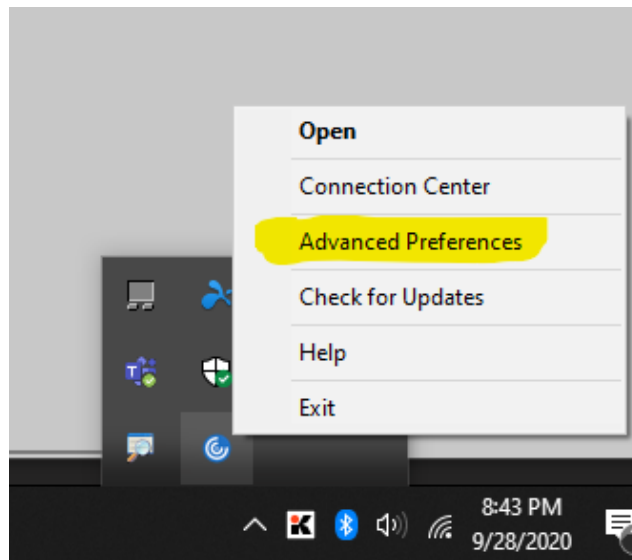 Open
Connection Center
Advanced Preferences
Check for Updates
Help
Exit
8:43 PM
9/28/2020